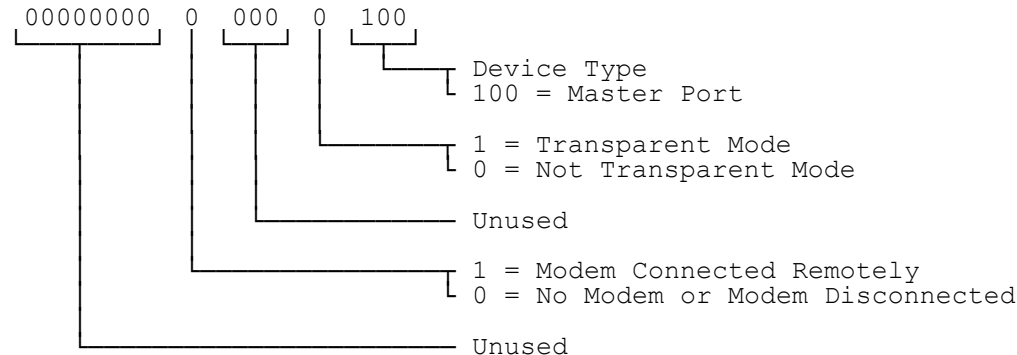 00000000 0 000 0 100
Device Type
100 = Master Port
1 = Transparent Mode
0 = Not Transparent Mode
Unused
1 = Modem Connected Remotely
0 = No Modem or Modem Disconnected
Unused